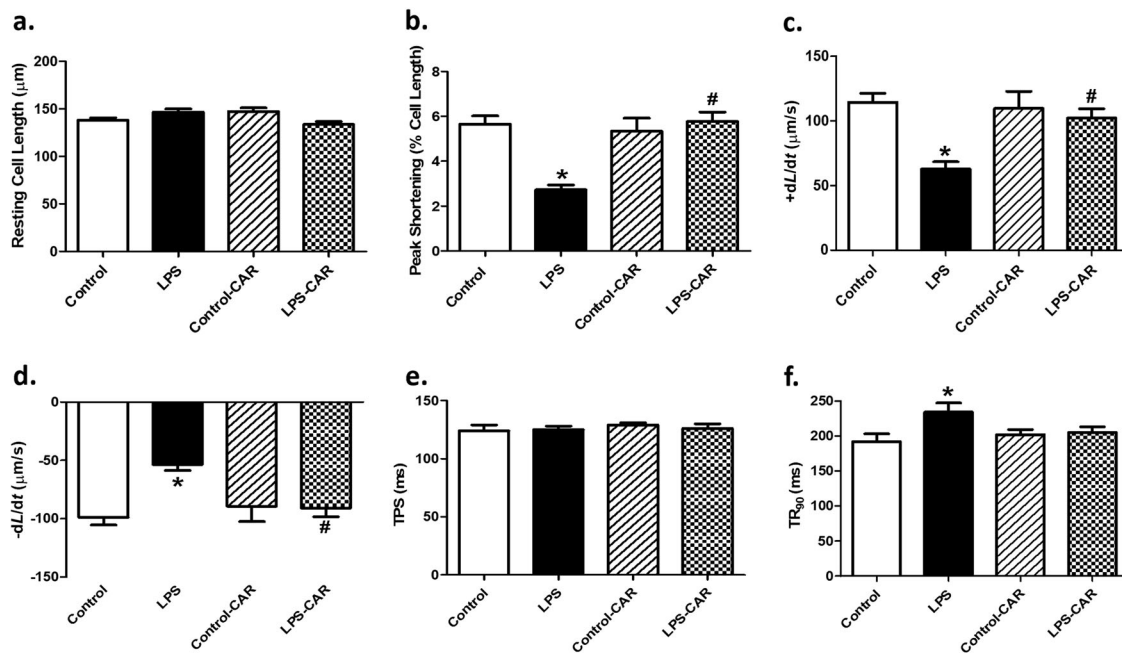 a.
Resting Cell Length (μm)
200
150
100
50
0
Control
LPS
Control-CAR
LPS-CAR
b.
Peak Shortening (% Cell Length)
8
6
4
2
0
*
#
Control
LPS
Control-CAR
LPS-CAR
c.
+dL/dt (μm/s)
150
100
50
0
*
#
Control
LPS
Control-CAR
LPS-CAR
d.
-dL/dt (μm/s)
0
-50
-100
-150
*
#
Control
LPS
Control-CAR
LPS-CAR
e.
TPS (ms)
150
100
50
0
Control
LPS
Control-CAR
LPS-CAR
f.
TR90 (ms)
250
200
150
100
50
0
*
Control
LPS
Control-CAR
LPS-CAR